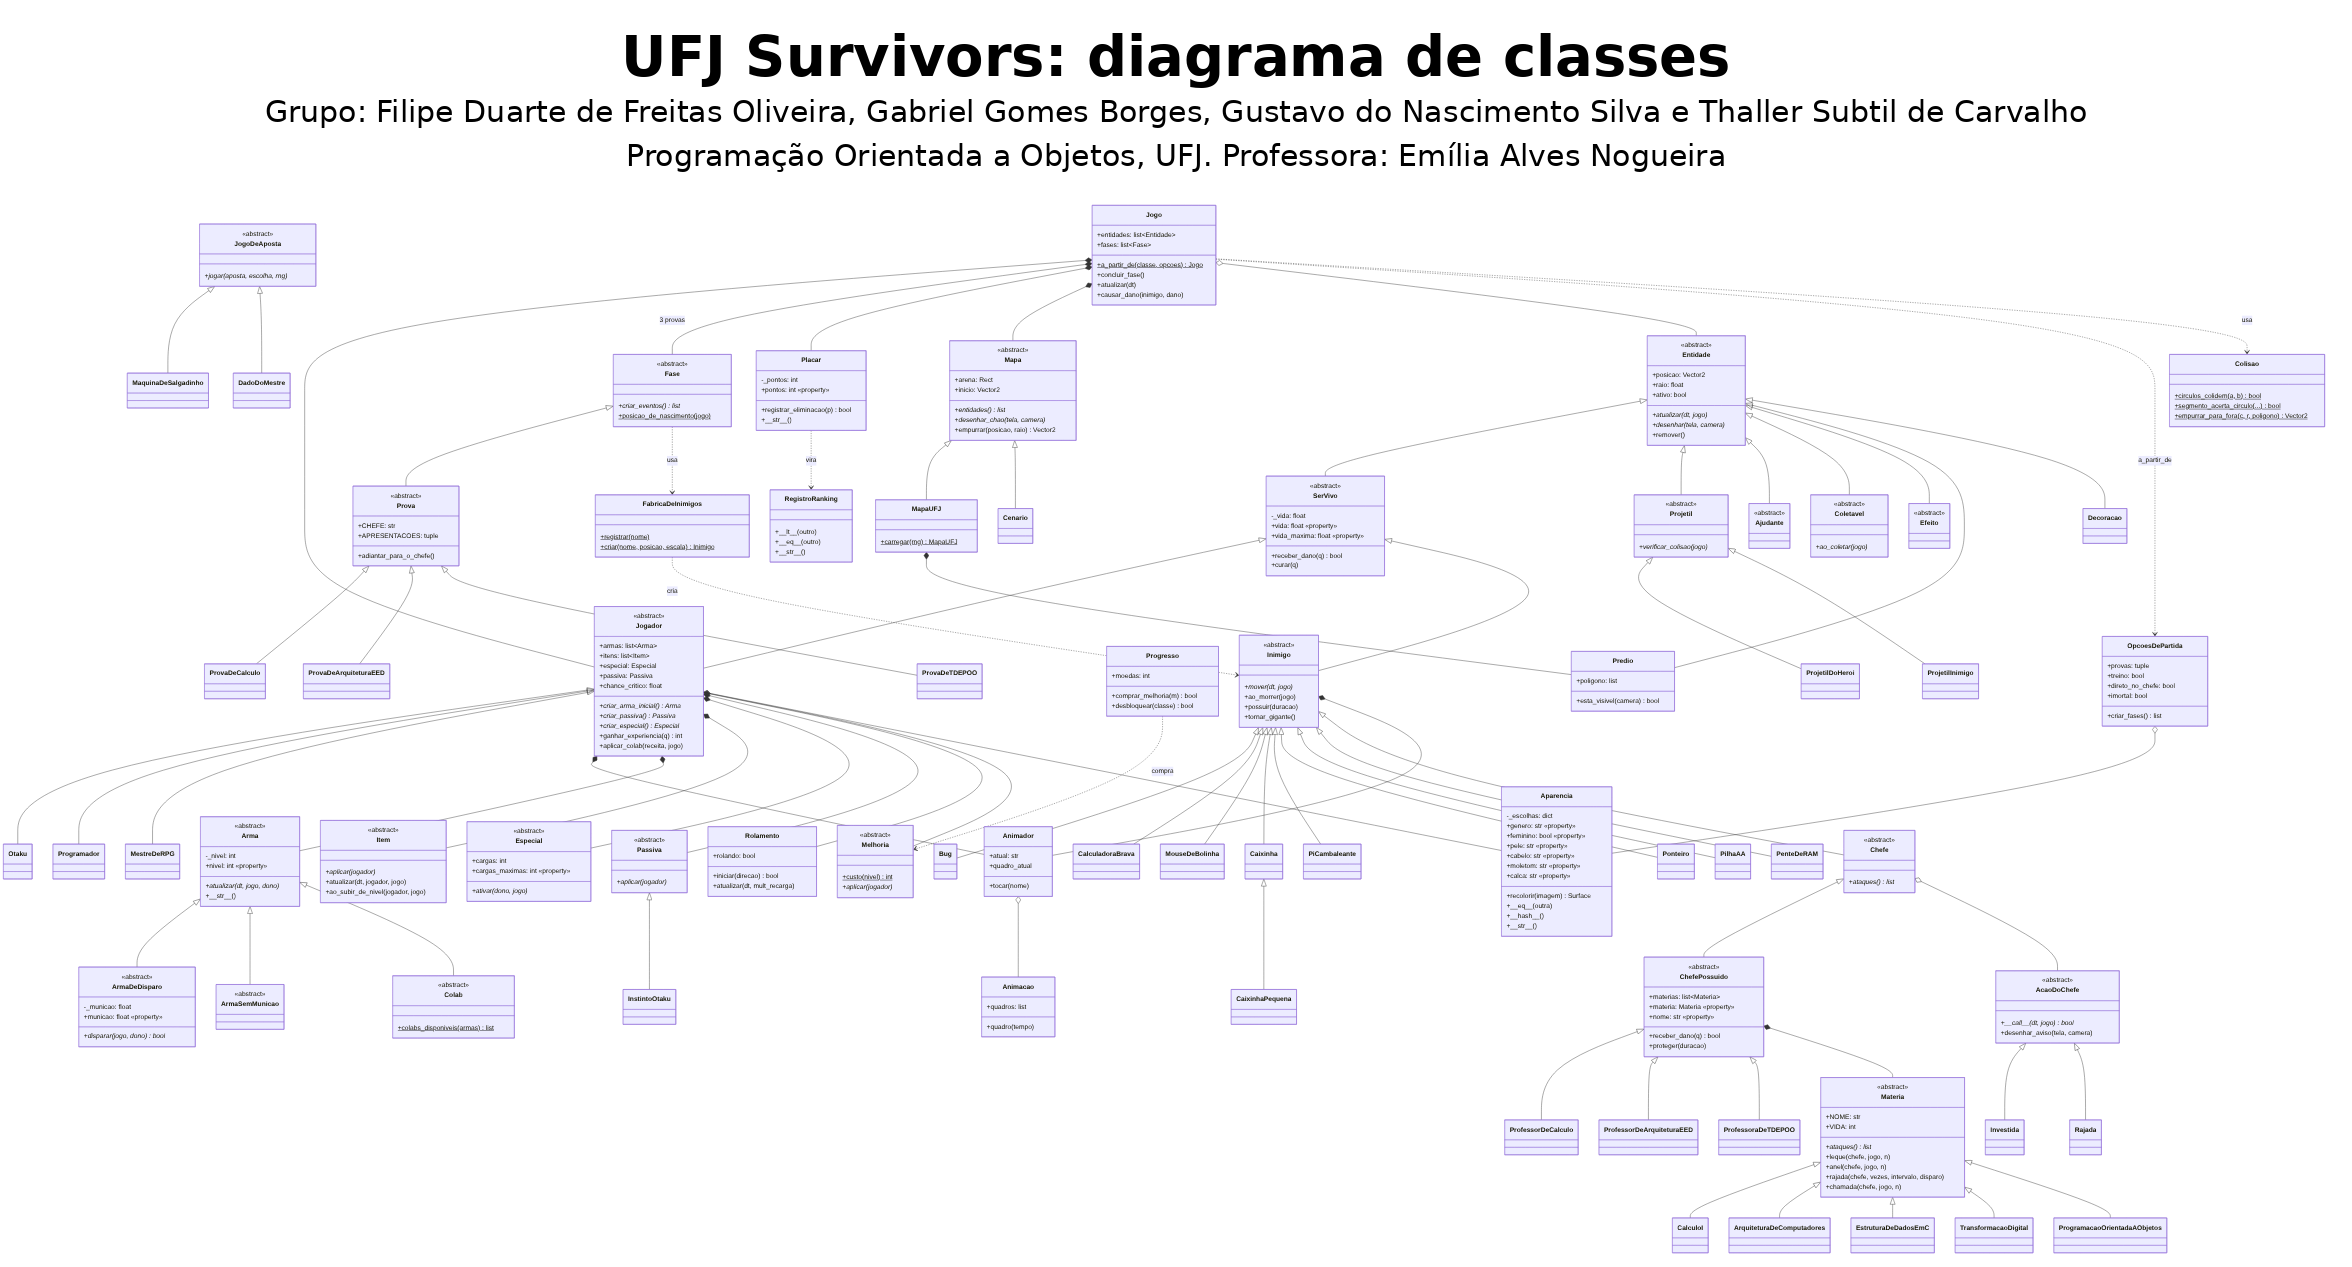 UFJ Survivors: diagrama de classes
Grupo: Filipe Duarte de Freitas Oliveira, Gabriel Gomes Borges, Gustavo do Nascimento Silva e Thaller Subtil de Carvalho
Programação Orientada a Objetos, UFJ. Professora: Emília Alves Nogueira
Jogo
+entidades: list<Entidade>
+fases: list<Fase>
+a_partir_de(classe, opcoes) : Jogo
+concluir_fase()
+atualizar(dt)
+causar_dano(inimigo, dano)
«abstract»
JogoDeAposta
+jogar(aposta, escolha, rng)
MaquinaDeSalgadinho
DadoDoMestre
3 provas
usa
«abstract»
Fase
+criar_eventos() : list
+posicao_de_nascimento(jogo)
Placar
-_pontos: int
+pontos: int «property»
+registrar_eliminacao(p) : bool
+__str__()
«abstract»
Mapa
+arena: Rect
+inicio: Vector2
+entidades() : list
+desenhar_chao(tela, camera)
+empurrar(posicao, raio) : Vector2
«abstract»
Entidade
+posicao: Vector2
+raio: float
+ativo: bool
+atualizar(dt, jogo)
+desenhar(tela, camera)
+remover()
Colisao
+circulos_colidem(a, b) : bool
+segmento_acerta_circulo(...) : bool
+empurrar_para_fora(c, r, poligono) : Vector2
usa
vira
a_partir_de
«abstract»
Prova
+CHEFE: str
+APRESENTACOES: tuple
+adiantar_para_o_chefe()
FabricaDeInimigos
+registrar(nome)
+criar(nome, posicao, escala) : Inimigo
RegistroRanking
+__lt__(outro)
+__eq__(outro)
+__str__()
MapaUFJ
+carregar(rng) : MapaUFJ
Cenario
«abstract»
SerVivo
-_vida: float
+vida: float «property»
+vida_maxima: float «property»
+receber_dano(q) : bool
+curar(q)
«abstract»
Projetil
+verificar_colisao(jogo)
«abstract»
Ajudante
«abstract»
Coletavel
+ao_coletar(jogo)
«abstract»
Efeito
Decoracao
cria
ProvaDeCalculo
ProvaDeArquiteturaEED
«abstract»
Jogador
+armas: list<Arma>
+itens: list<Item>
+especial: Especial
+passiva: Passiva
+chance_critico: float
+criar_arma_inicial() : Arma
+criar_passiva() : Passiva
+criar_especial() : Especial
+ganhar_experiencia(q) : int
+aplicar_colab(receita, jogo)
ProvaDeTDEPOO
Progresso
+moedas: int
+comprar_melhoria(m) : bool
+desbloquear(classe) : bool
«abstract»
Inimigo
+mover(dt, jogo)
+ao_morrer(jogo)
+possuir(duracao)
+tornar_gigante()
Predio
+poligono: list
+esta_visivel(camera) : bool
ProjetilDoHeroi
ProjetilInimigo
OpcoesDePartida
+provas: tuple
+treino: bool
+direto_no_chefe: bool
+imortal: bool
+criar_fases() : list
compra
Otaku
Programador
MestreDeRPG
«abstract»
Arma
-_nivel: int
+nivel: int «property»
+atualizar(dt, jogo, dono)
+__str__()
«abstract»
Item
+aplicar(jogador)
+atualizar(dt, jogador, jogo)
+ao_subir_de_nivel(jogador, jogo)
«abstract»
Especial
+cargas: int
+cargas_maximas: int «property»
+ativar(dono, jogo)
«abstract»
Passiva
+aplicar(jogador)
Rolamento
+rolando: bool
+iniciar(direcao) : bool
+atualizar(dt, mult_recarga)
«abstract»
Melhoria
+custo(nivel) : int
+aplicar(jogador)
Bug
Animador
+atual: str
+quadro_atual
+tocar(nome)
CalculadoraBrava
MouseDeBolinha
Caixinha
PiCambaleante
Aparencia
-_escolhas: dict
+genero: str «property»
+feminino: bool «property»
+pele: str «property»
+cabelo: str «property»
+moletom: str «property»
+calca: str «property»
+recolorir(imagem) : Surface
+__eq__(outra)
+__hash__()
+__str__()
Ponteiro
PilhaAA
PenteDeRAM
«abstract»
Chefe
+ataques() : list
«abstract»
ArmaDeDisparo
-_municao: float
+municao: float «property»
+disparar(jogo, dono) : bool
«abstract»
ArmaSemMunicao
«abstract»
Colab
+colabs_disponiveis(armas) : list
InstintoOtaku
Animacao
+quadros: list
+quadro(tempo)
CaixinhaPequena
«abstract»
ChefePossuido
+materias: list<Materia>
+materia: Materia «property»
+nome: str «property»
+receber_dano(q) : bool
+proteger(duracao)
«abstract»
AcaoDoChefe
+__call__(dt, jogo) : bool
+desenhar_aviso(tela, camera)
ProfessorDeCalculo
ProfessorDeArquiteturaEED
ProfessoraDeTDEPOO
«abstract»
Materia
+NOME: str
+VIDA: int
+ataques() : list
+leque(chefe, jogo, n)
+anel(chefe, jogo, n)
+rajada(chefe, vezes, intervalo, disparo)
+chamada(chefe, jogo, n)
Investida
Rajada
CalculoI
ArquiteturaDeComputadores
EstruturaDeDadosEmC
TransformacaoDigital
ProgramacaoOrientadaAObjetos